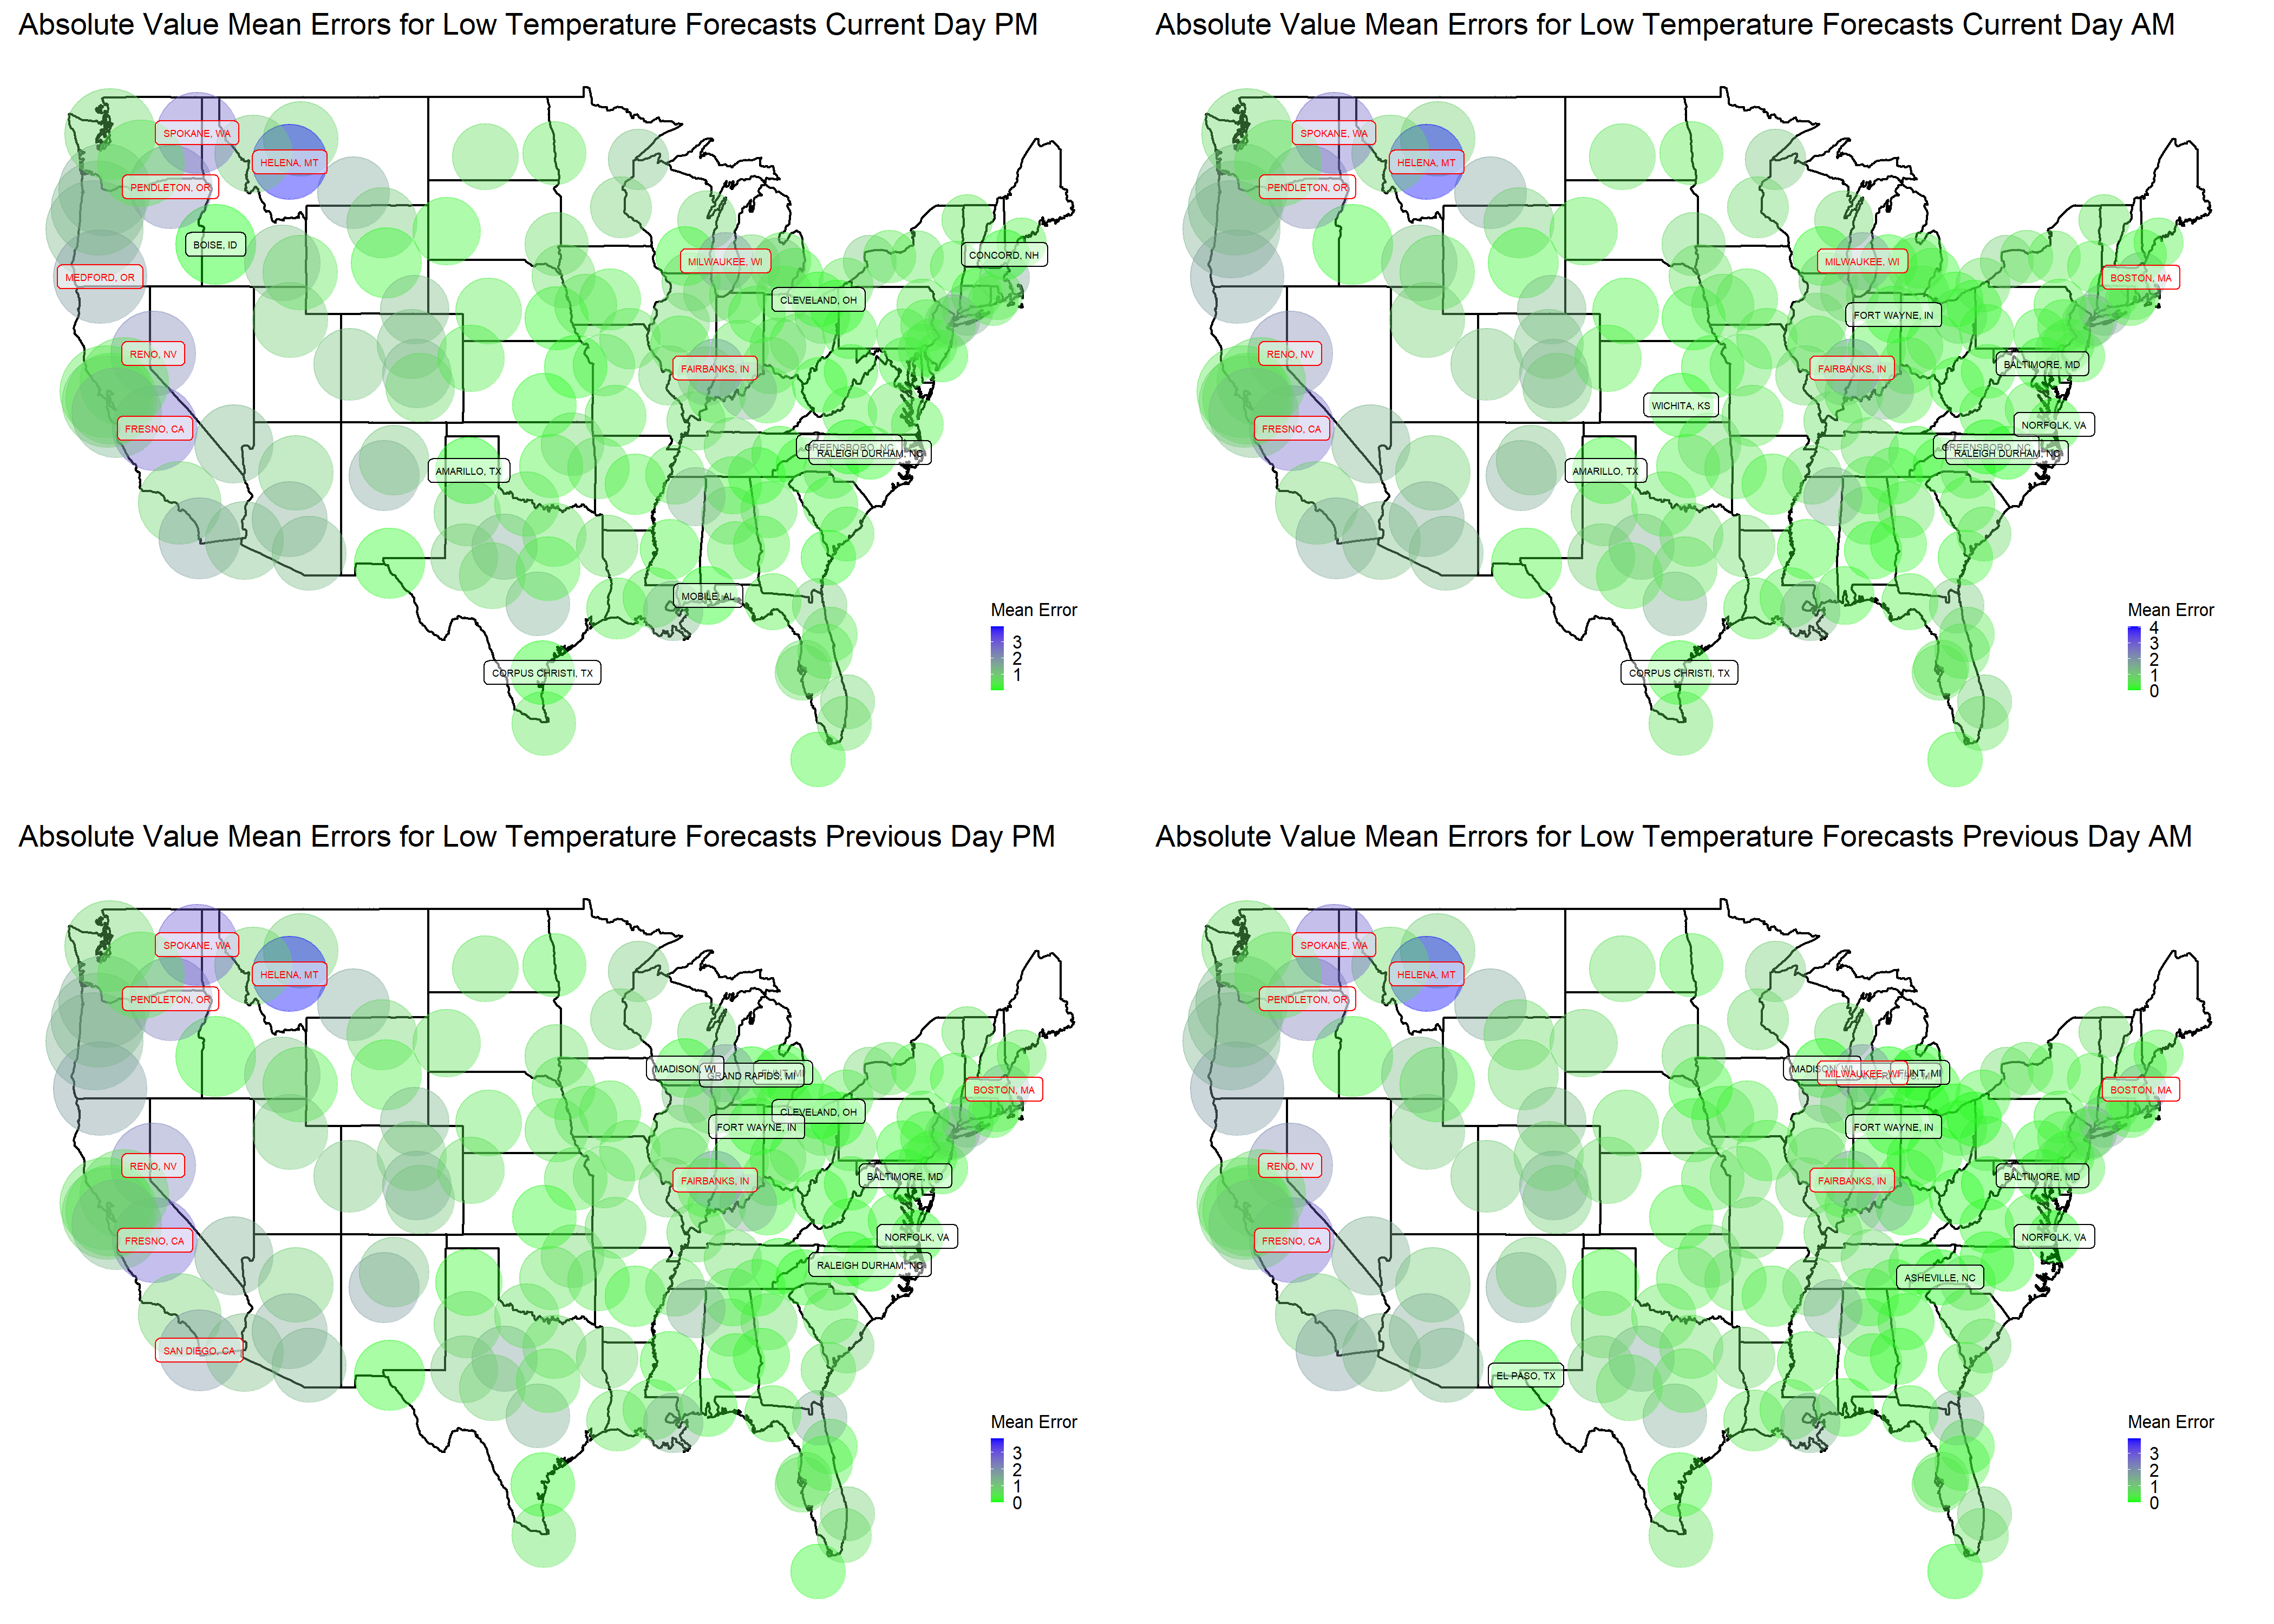 Absolute Value Mean Errors for Low Temperature Forecasts Current Day PM
SPOKANE, WA
HELENA, MT
PENDLETON, OR
BOISE, ID
CONCORD, NH
MILWAUKEE, WI
MEDFORD, OR
CLEVELAND, OH
RENO, NV
FAIRBANKS, IN
FRESNO, CA
GREENSBORO, NC
RALEIGH DURHAM, NC
AMARILLO, TX
MOBILE, AL
CORPUS CHRISTI, TX
Mean Error
3
2
1
Absolute Value Mean Errors for Low Temperature Forecasts Current Day AM
SPOKANE, WA
HELENA, MT
PENDLETON, OR
MILWAUKEE, WI
BOSTON, MA
FORT WAYNE, IN
RENO, NV
BALTIMORE, MD
FAIRBANKS, IN
WICHITA, KS
NORFOLK, VA
FRESNO, CA
GREENSBORO, NC
RALEIGH DURHAM, NC
AMARILLO, TX
CORPUS CHRISTI, TX
Mean Error
4
3
2
1
0
Absolute Value Mean Errors for Low Temperature Forecasts Previous Day PM
SPOKANE, WA
HELENA, MT
PENDLETON, OR
MADISON, WI
GRAND RAPIDS, MI
FLINT, MI
BOSTON, MA
CLEVELAND, OH
FORT WAYNE, IN
RENO, NV
BALTIMORE, MD
FAIRBANKS, IN
NORFOLK, VA
FRESNO, CA
RALEIGH DURHAM, NC
SAN DIEGO, CA
Mean Error
3
2
1
0
Absolute Value Mean Errors for Low Temperature Forecasts Previous Day AM
SPOKANE, WA
HELENA, MT
PENDLETON, OR
MADISON, WI
MILWAUKEE, WI
FLINT, MI
BOSTON, MA
FORT WAYNE, IN
RENO, NV
BALTIMORE, MD
FAIRBANKS, IN
NORFOLK, VA
FRESNO, CA
ASHEVILLE, NC
EL PASO, TX
Mean Error
3
2
1
0